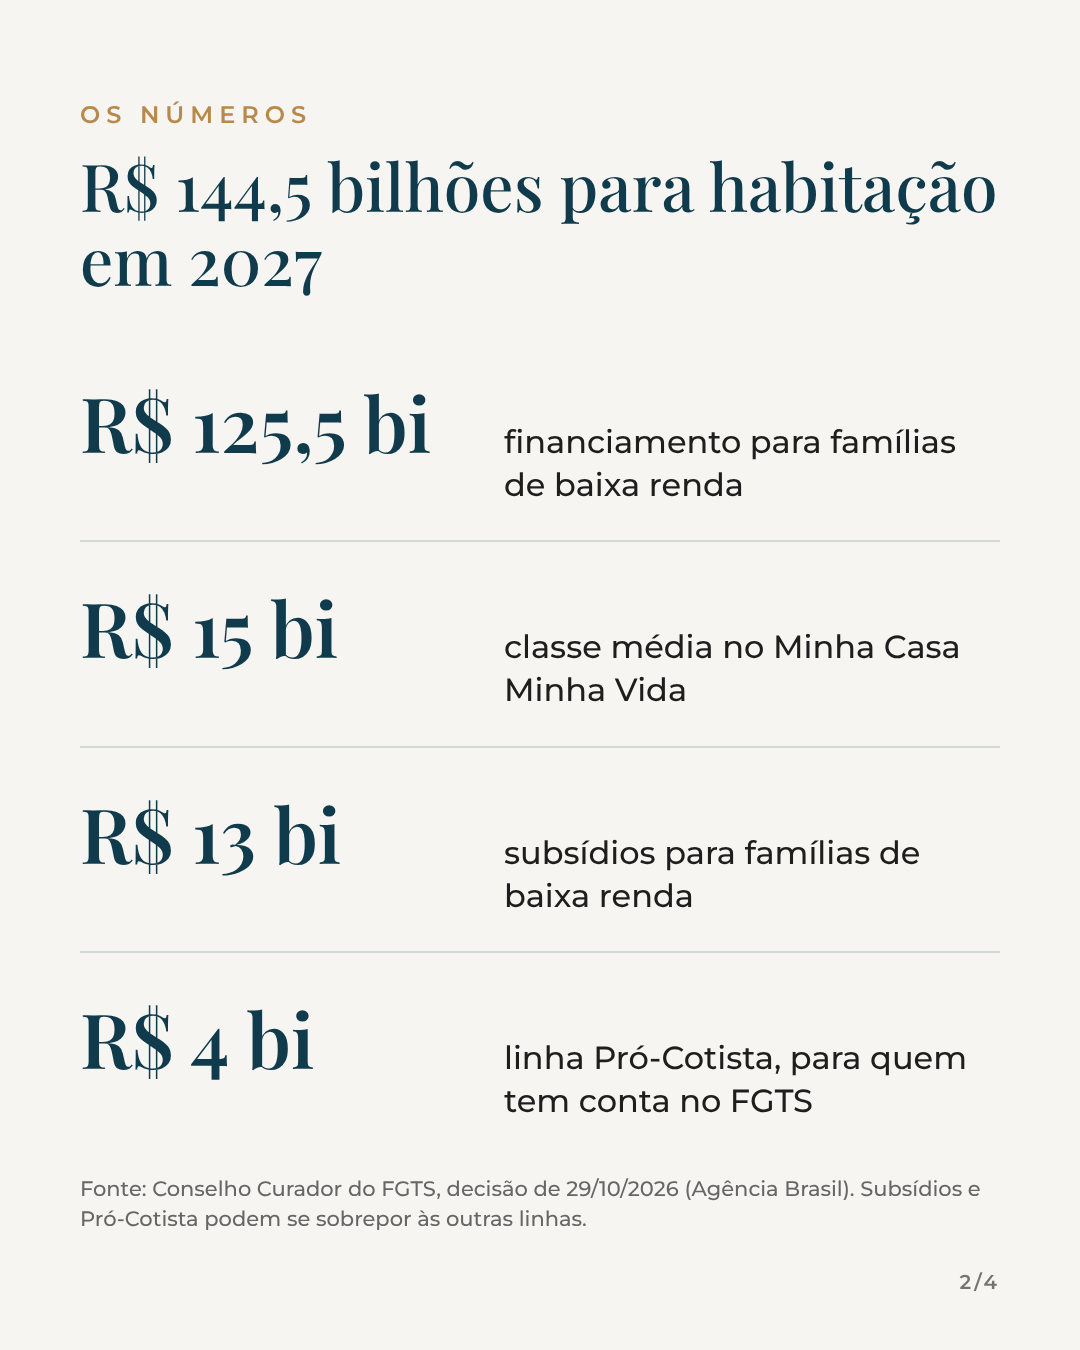 OS NÚMEROS
R$ 144,5 bilhões para habitação
em 2027
R$ 125,5 bi
financiamento para famílias
de baixa renda
R$ 15 bi
classe média no Minha Casa
Minha Vida
R$ 13 bi
subsídios para famílias de
baixa renda
R$ 4 bi
linha Pró-Cotista, para quem
tem conta no FGTS
Fonte: Conselho Curador do FGTS, decisão de 29/10/2026 (Agência Brasil). Subsídios e
Pró-Cotista podem se sobrepor às outras linhas.
2/4